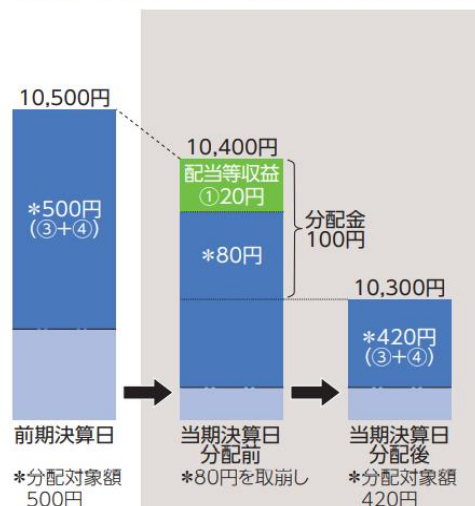 10,500円
*500円
(③+④)
前期決算日
*分配対象額
500円
10,400円
配当等収益
①20円
*80円
分配金
100円
当期決算日
分配前
*80円を取崩し
10,300円
*420円
(③+④)
当期決算日
分配後
*分配対象額
420円